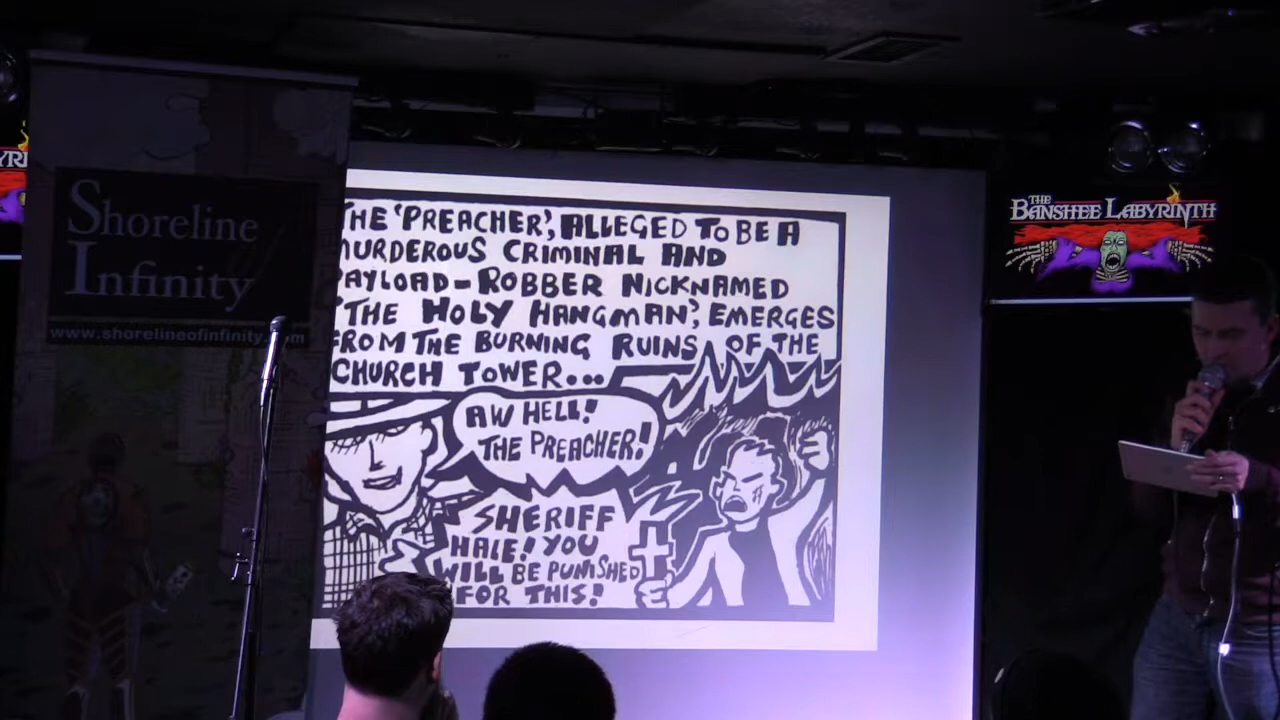 YRI
Shoreline
Infinity
www.shorelineofinfinity.com
THE 'PREACHER', ALLEGED TO BE A
MURDEROUS CRIMINAL AND
AYLOAD-ROBBER NICKNAMED
'THE HOLY HANGMAN', EMERGES
FROM THE BURNING RUINS OF THE
CHURCH TOWER...
AW HELL!
THE PREACHER!
SHERIFF
HALE! YOU
WILL BE PUNISHED
FOR THIS!
THE
BANSHEE LABYRINTH